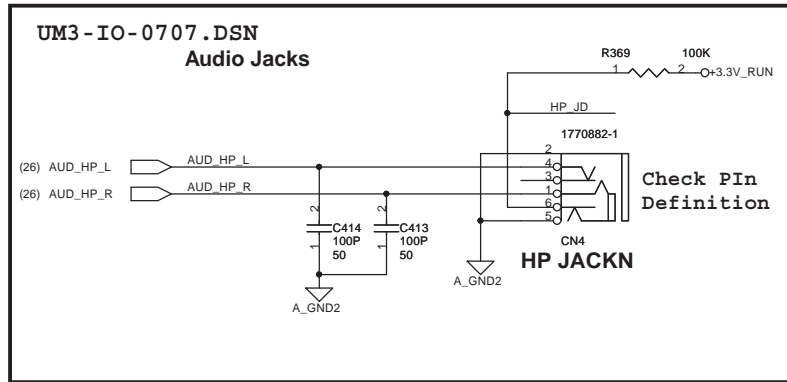 UM3-IO-0707.DSN
Audio Jacks
R369 100K
1 2 +3.3V_RUN
HP_JD
1770882-1
2
(26) AUD_HP_L AUD_HP_L 4
3 Check PIn
(26) AUD_HP_R AUD_HP_R 1 Definition
6
5
2 2
C414 C413
100P 100P
1 50 1 50
CN4
HP JACKN
A_GND2
A_GND2